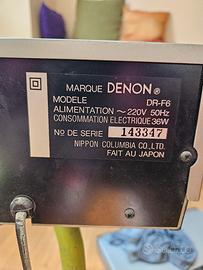 MARQUE DENON®
MODELE DR-F6
ALIMENTATION ~ 220V 50Hz
CONSOMMATION ELECTRIQUE 36W
Nº DE SERIE 143347
NIPPON COLUMBIA CO., LTD.
FAIT AU JAPON